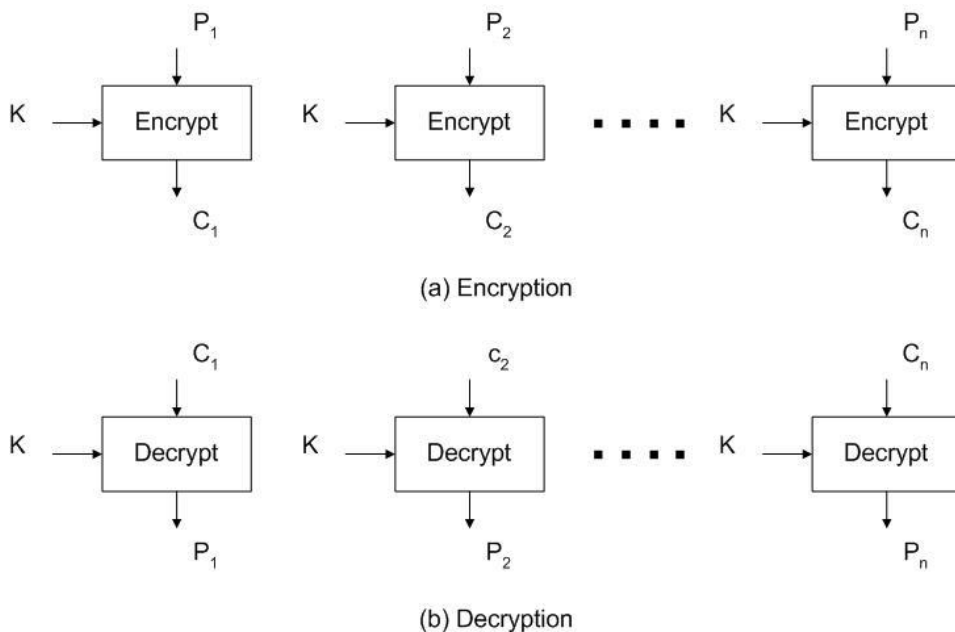 P1 P2 Pn
K Encrypt K Encrypt K Encrypt
C1 C2 Cn
(a) Encryption
C1 c2 Cn
K Decrypt K Decrypt K Decrypt
P1 P2 Pn
(b) Decryption